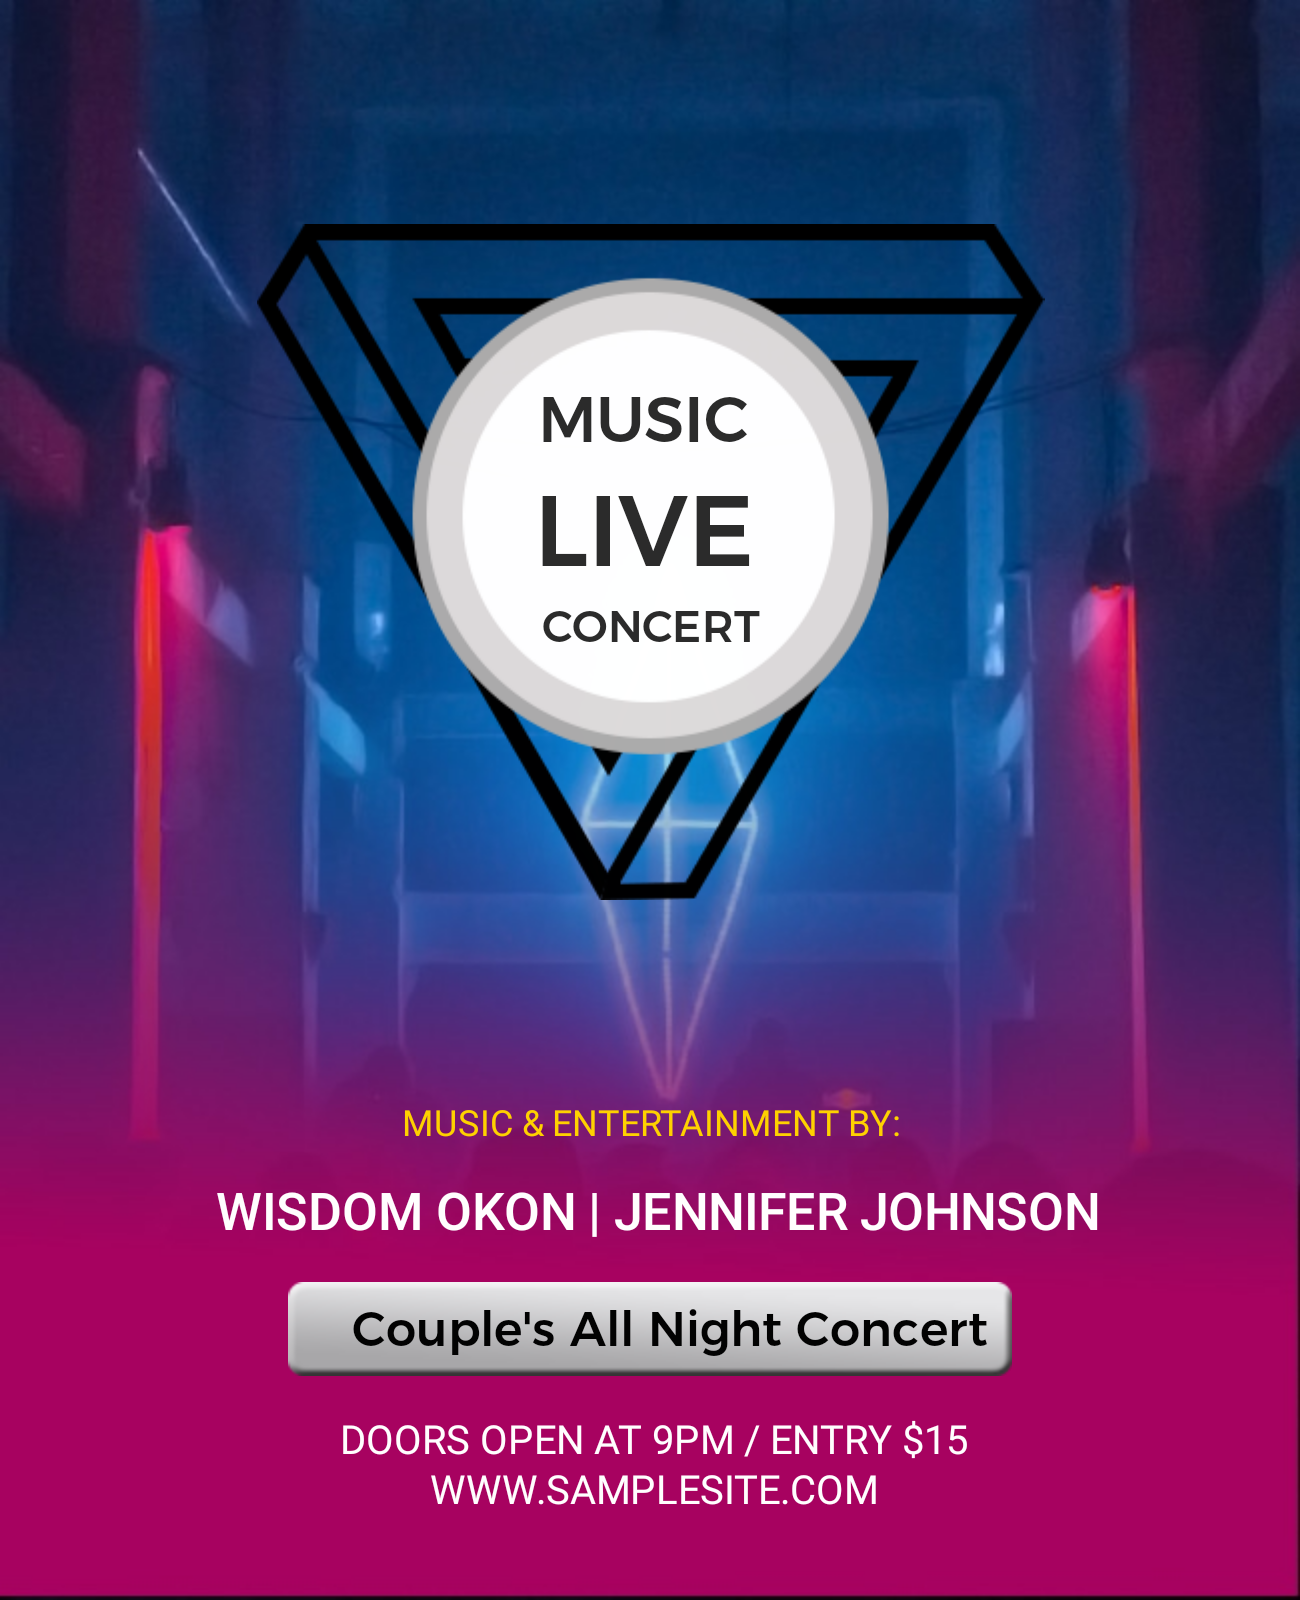 MUSIC
LIVE
CONCERT
MUSIC & ENTERTAINMENT BY:
WISDOM OKON | JENNIFER JOHNSON
Couple's All Night Concert
DOORS OPEN AT 9PM / ENTRY $15
WWW.SAMPLESITE.COM